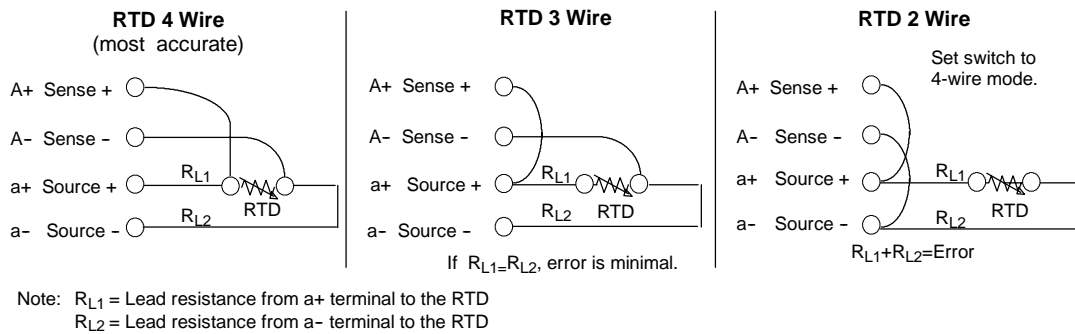 RTD 4 Wire
(most accurate)
A+ Sense +
A- Sense -
a+ Source +
a- Source -
RL1
RTD
RL2
RTD 3 Wire
A+ Sense +
A- Sense -
a+ Source +
a- Source -
RL1
RTD
RL2
If RL1=RL2, error is minimal.
RTD 2 Wire
Set switch to
4-wire mode.
A+ Sense +
A- Sense -
a+ Source +
a- Source -
RL1
RTD
RL2
RL1+RL2=Error
Note: RL1 = Lead resistance from a+ terminal to the RTD
RL2 = Lead resistance from a- terminal to the RTD